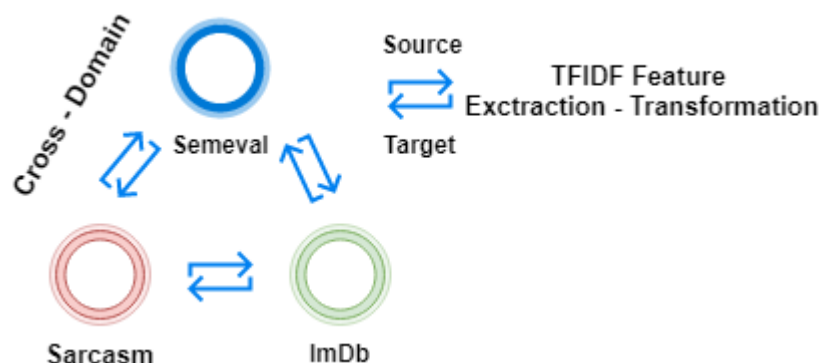 Cross - Domain
Semeval
Source
Target
TFIDF Feature
Exctraction - Transformation
Sarcasm
ImDb